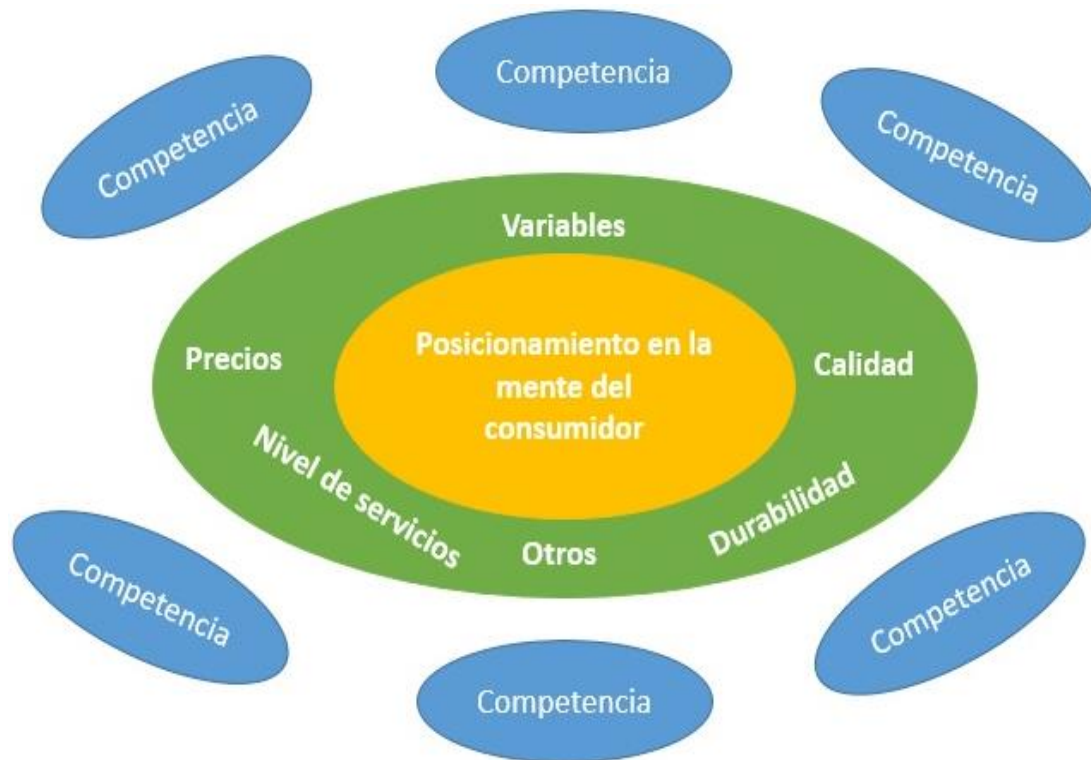 Competencia
Competencia
Competencia
Variables
Precios
Posicionamiento en la
mente del
consumidor
Calidad
Nivel de servicios
Otros
Durabilidad
Competencia
Competencia
Competencia